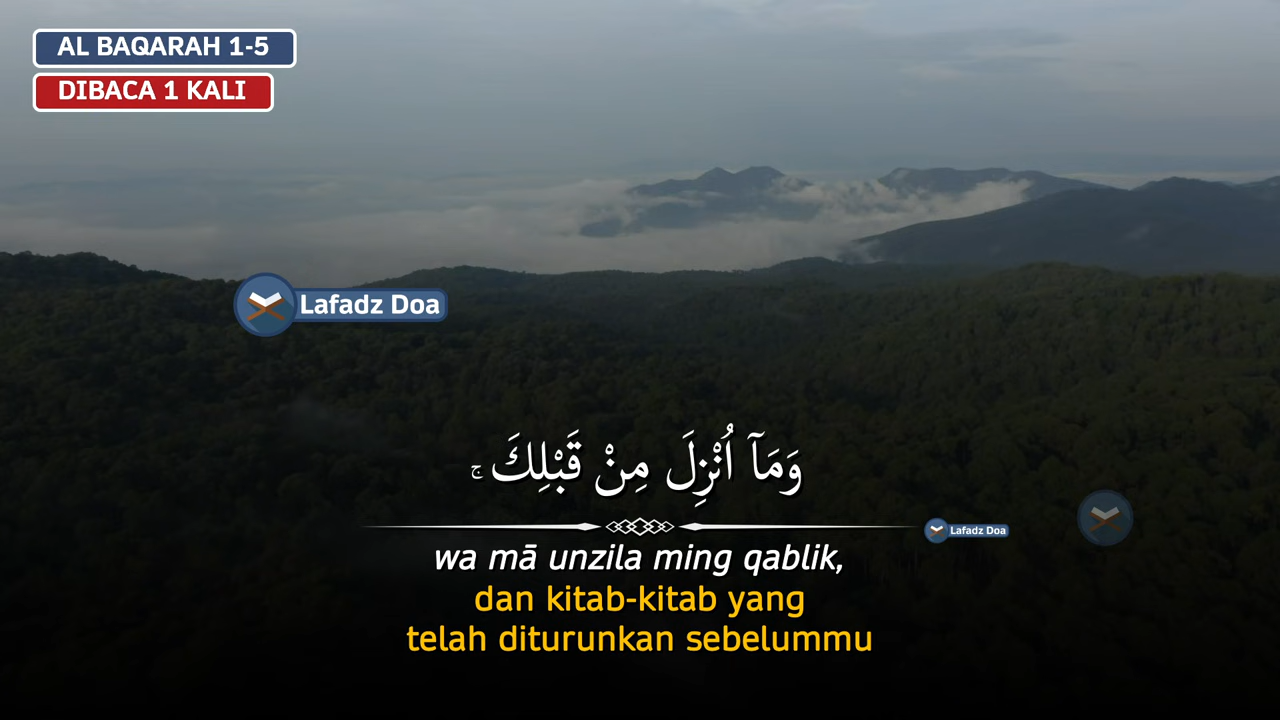 AL BAQARAH 1-5
DIBACA 1 KALI
Lafadz Doa
وَمَآ اُنْزِلَ مِنْ قَبْلِكَ ۚ
Lafadz Doa
wa mā unzila ming qablik,
dan kitab-kitab yang
telah diturunkan sebelummu